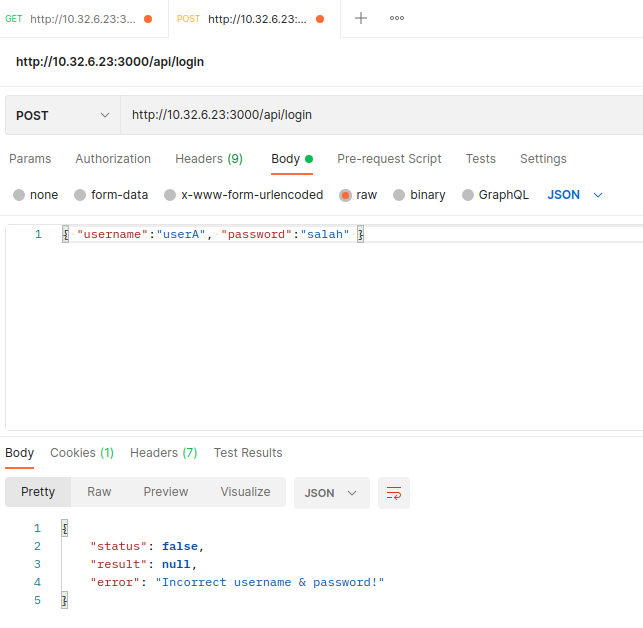 GET http://10.32.6.23:3... POST http://10.32.6.23:...
http://10.32.6.23:3000/api/login
POST http://10.32.6.23:3000/api/login
Params Authorization Headers (9) Body Pre-request Script Tests Settings
none form-data x-www-form-urlencoded raw binary GraphQL JSON
1 { "username":"userA", "password":"salah" }
Body Cookies (1) Headers (7) Test Results
Pretty Raw Preview Visualize JSON
1 {
2 "status": false,
3 "result": null,
4 "error": "Incorrect username & password!"
5 }